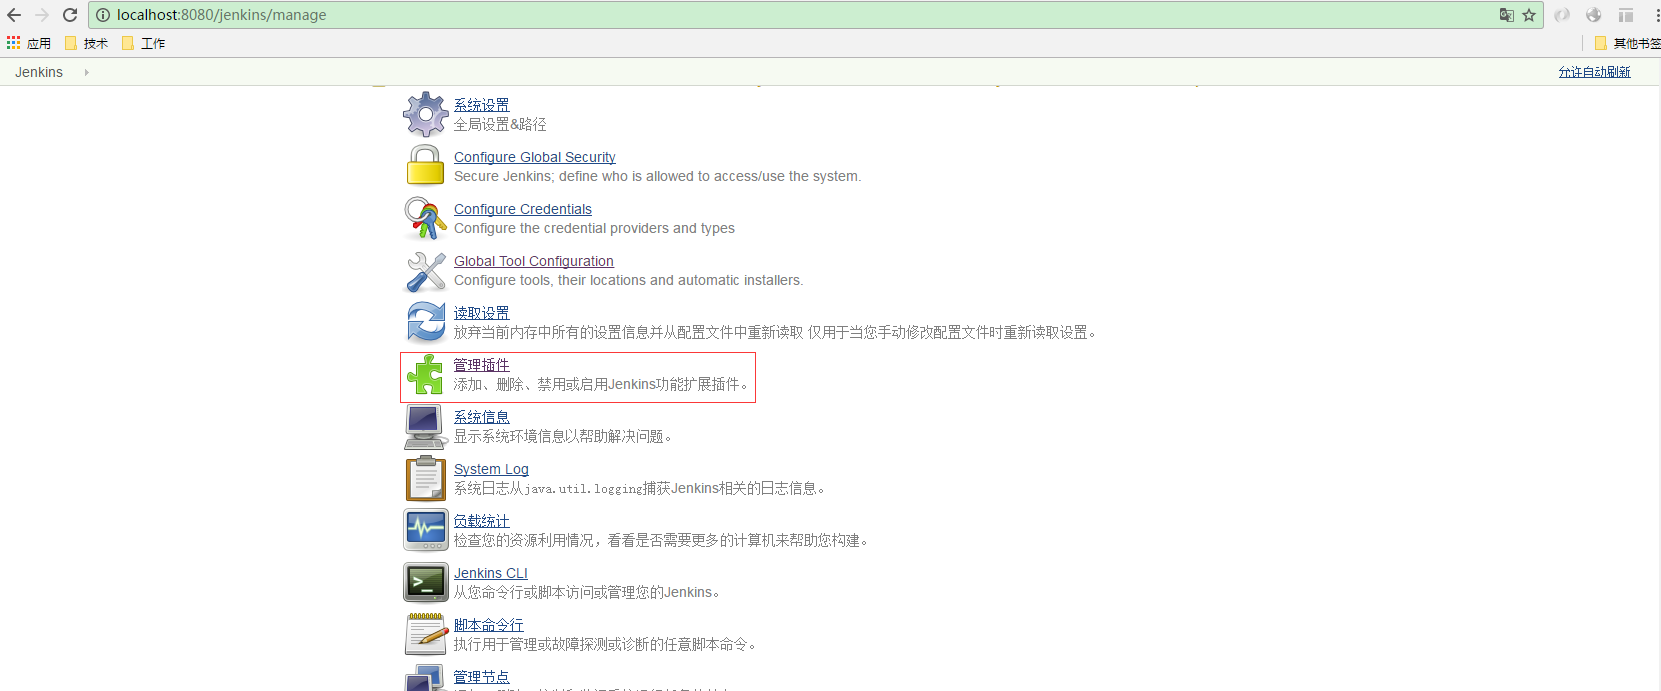 localhost:8080/jenkins/manage
应用 技术 工作 其他书签
Jenkins 允许自动刷新
系统设置
全局设置&路径
Configure Global Security
Secure Jenkins; define who is allowed to access/use the system.
Configure Credentials
Configure the credential providers and types
Global Tool Configuration
Configure tools, their locations and automatic installers.
读取设置
放弃当前内存中所有的设置信息并从配置文件中重新读取 仅用于当您手动修改配置文件时重新读取设置。
管理插件
添加、删除、禁用或启用Jenkins功能扩展插件。
系统信息
显示系统环境信息以帮助解决问题。
System Log
系统日志从java.util.logging捕获Jenkins相关的日志信息。
负载统计
检查您的资源利用情况，看看是否需要更多的计算机来帮助您构建。
Jenkins CLI
从您命令行或脚本访问或管理您的Jenkins。
脚本命令行
执行用于管理或故障探测或诊断的任意脚本命令。
管理节点